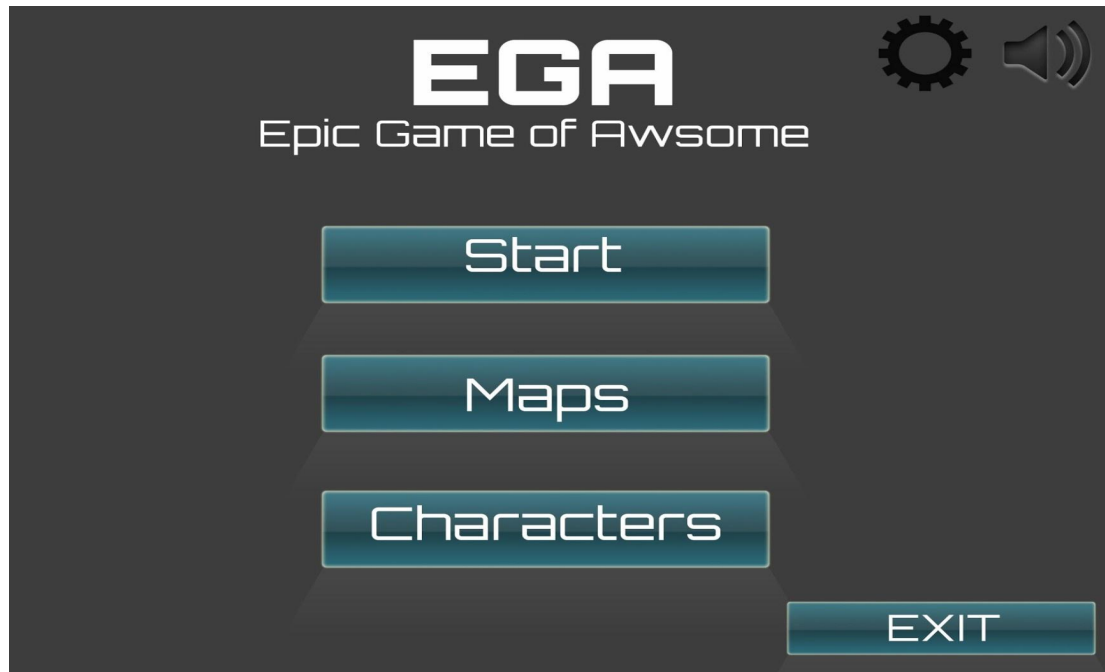 EGA
Epic Game of Awsome
Start
Maps
Characters
EXIT